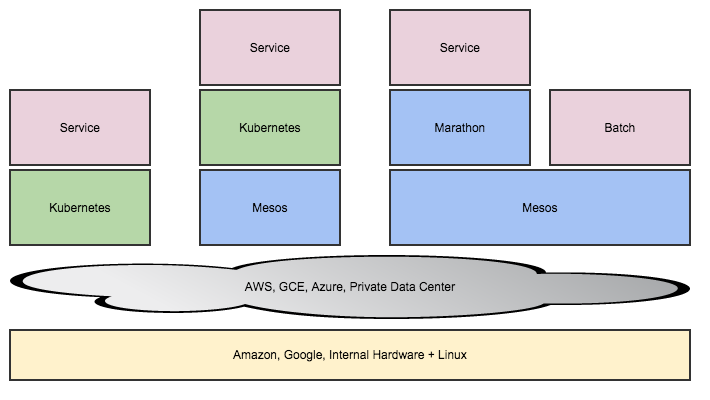 Service
Service
Service
Kubernetes
Marathon
Batch
Kubernetes
Mesos
Mesos
AWS, GCE, Azure, Private Data Center
Amazon, Google, Internal Hardware + Linux